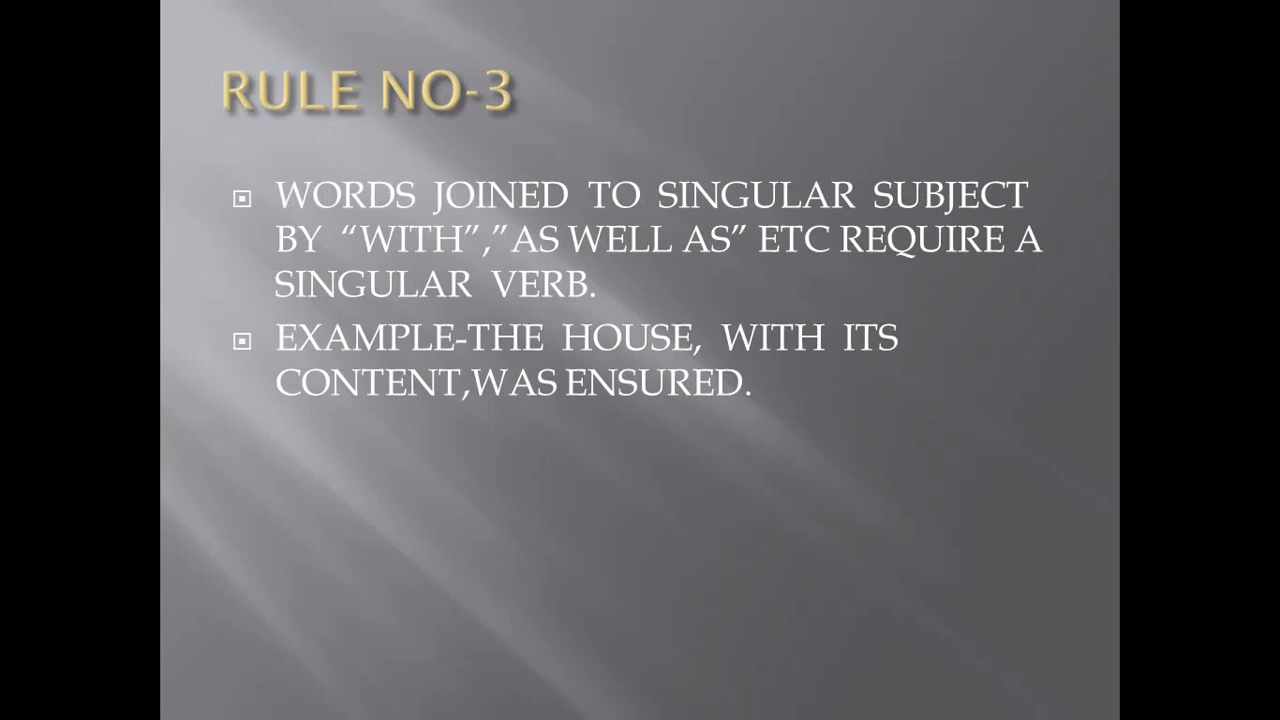 RULE NO-3
WORDS JOINED TO SINGULAR SUBJECT
BY “WITH”,”AS WELL AS” ETC REQUIRE A
SINGULAR VERB.
EXAMPLE-THE HOUSE, WITH ITS
CONTENT,WAS ENSURED.